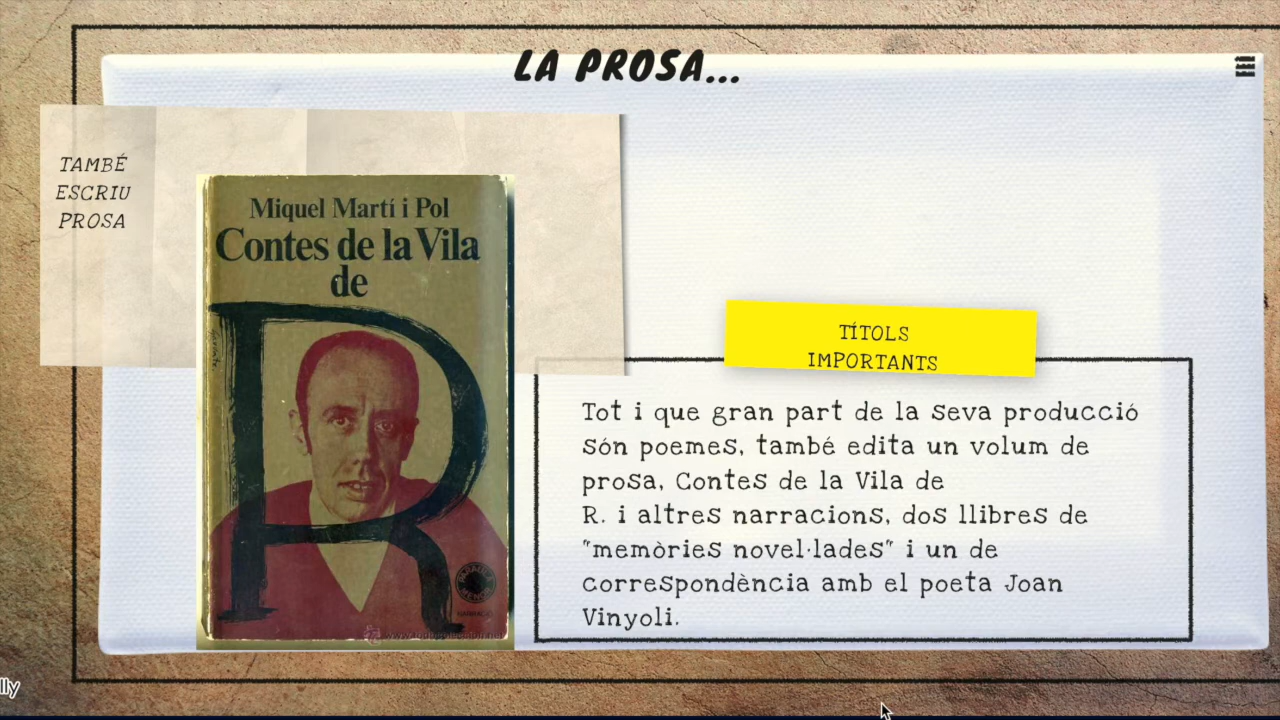 LA PROSA...
TAMBÉ
ESCRIU
PROSA
Miquel Martí i Pol
Contes de la Vila
de
R
TÍTOLS
IMPORTANTS
Tot i que gran part de la seva producció
són poemes, també edita un volum de
prosa, Contes de la Vila de
R. i altres narracions, dos llibres de
"memòries novel·lades" i un de
correspondència amb el poeta Joan
Vinyoli.
lly